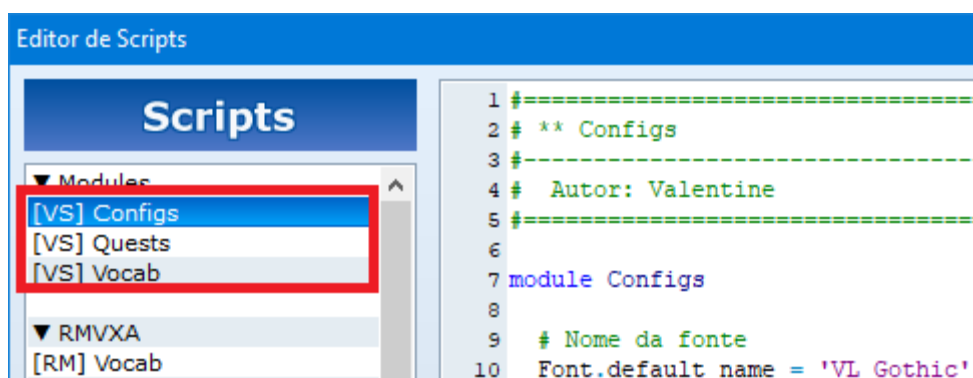 Editor de Scripts
Scripts
▼ Modules
[VS] Configs
[VS] Quests
[VS] Vocab
▼ RMVXA
[RM] Vocab
1 #================================
2 # ** Configs
3 #--------------------------------
4 #  Autor: Valentine
5 #================================
6
7 module Configs
8
9   # Nome da fonte
10   Font.default_name = 'VL Gothic'